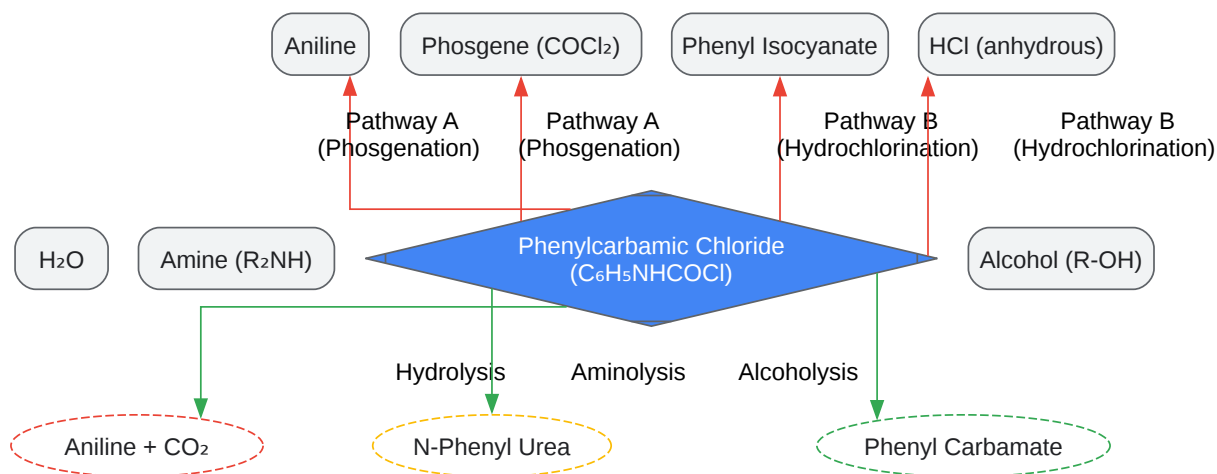 Aniline
Phosgene (COCl₂)
Phenyl Isocyanate
HCl (anhydrous)
Pathway A
(Phosgenation)
Pathway A
(Phosgenation)
Pathway B
(Hydrochlorination)
Pathway B
(Hydrochlorination)
H₂O
Amine (R₂NH)
Phenylcarbamic Chloride
(C₆H₅NHCOCl)
Alcohol (R-OH)
Hydrolysis
Aminolysis
Alcoholysis
Aniline + CO₂
N-Phenyl Urea
Phenyl Carbamate